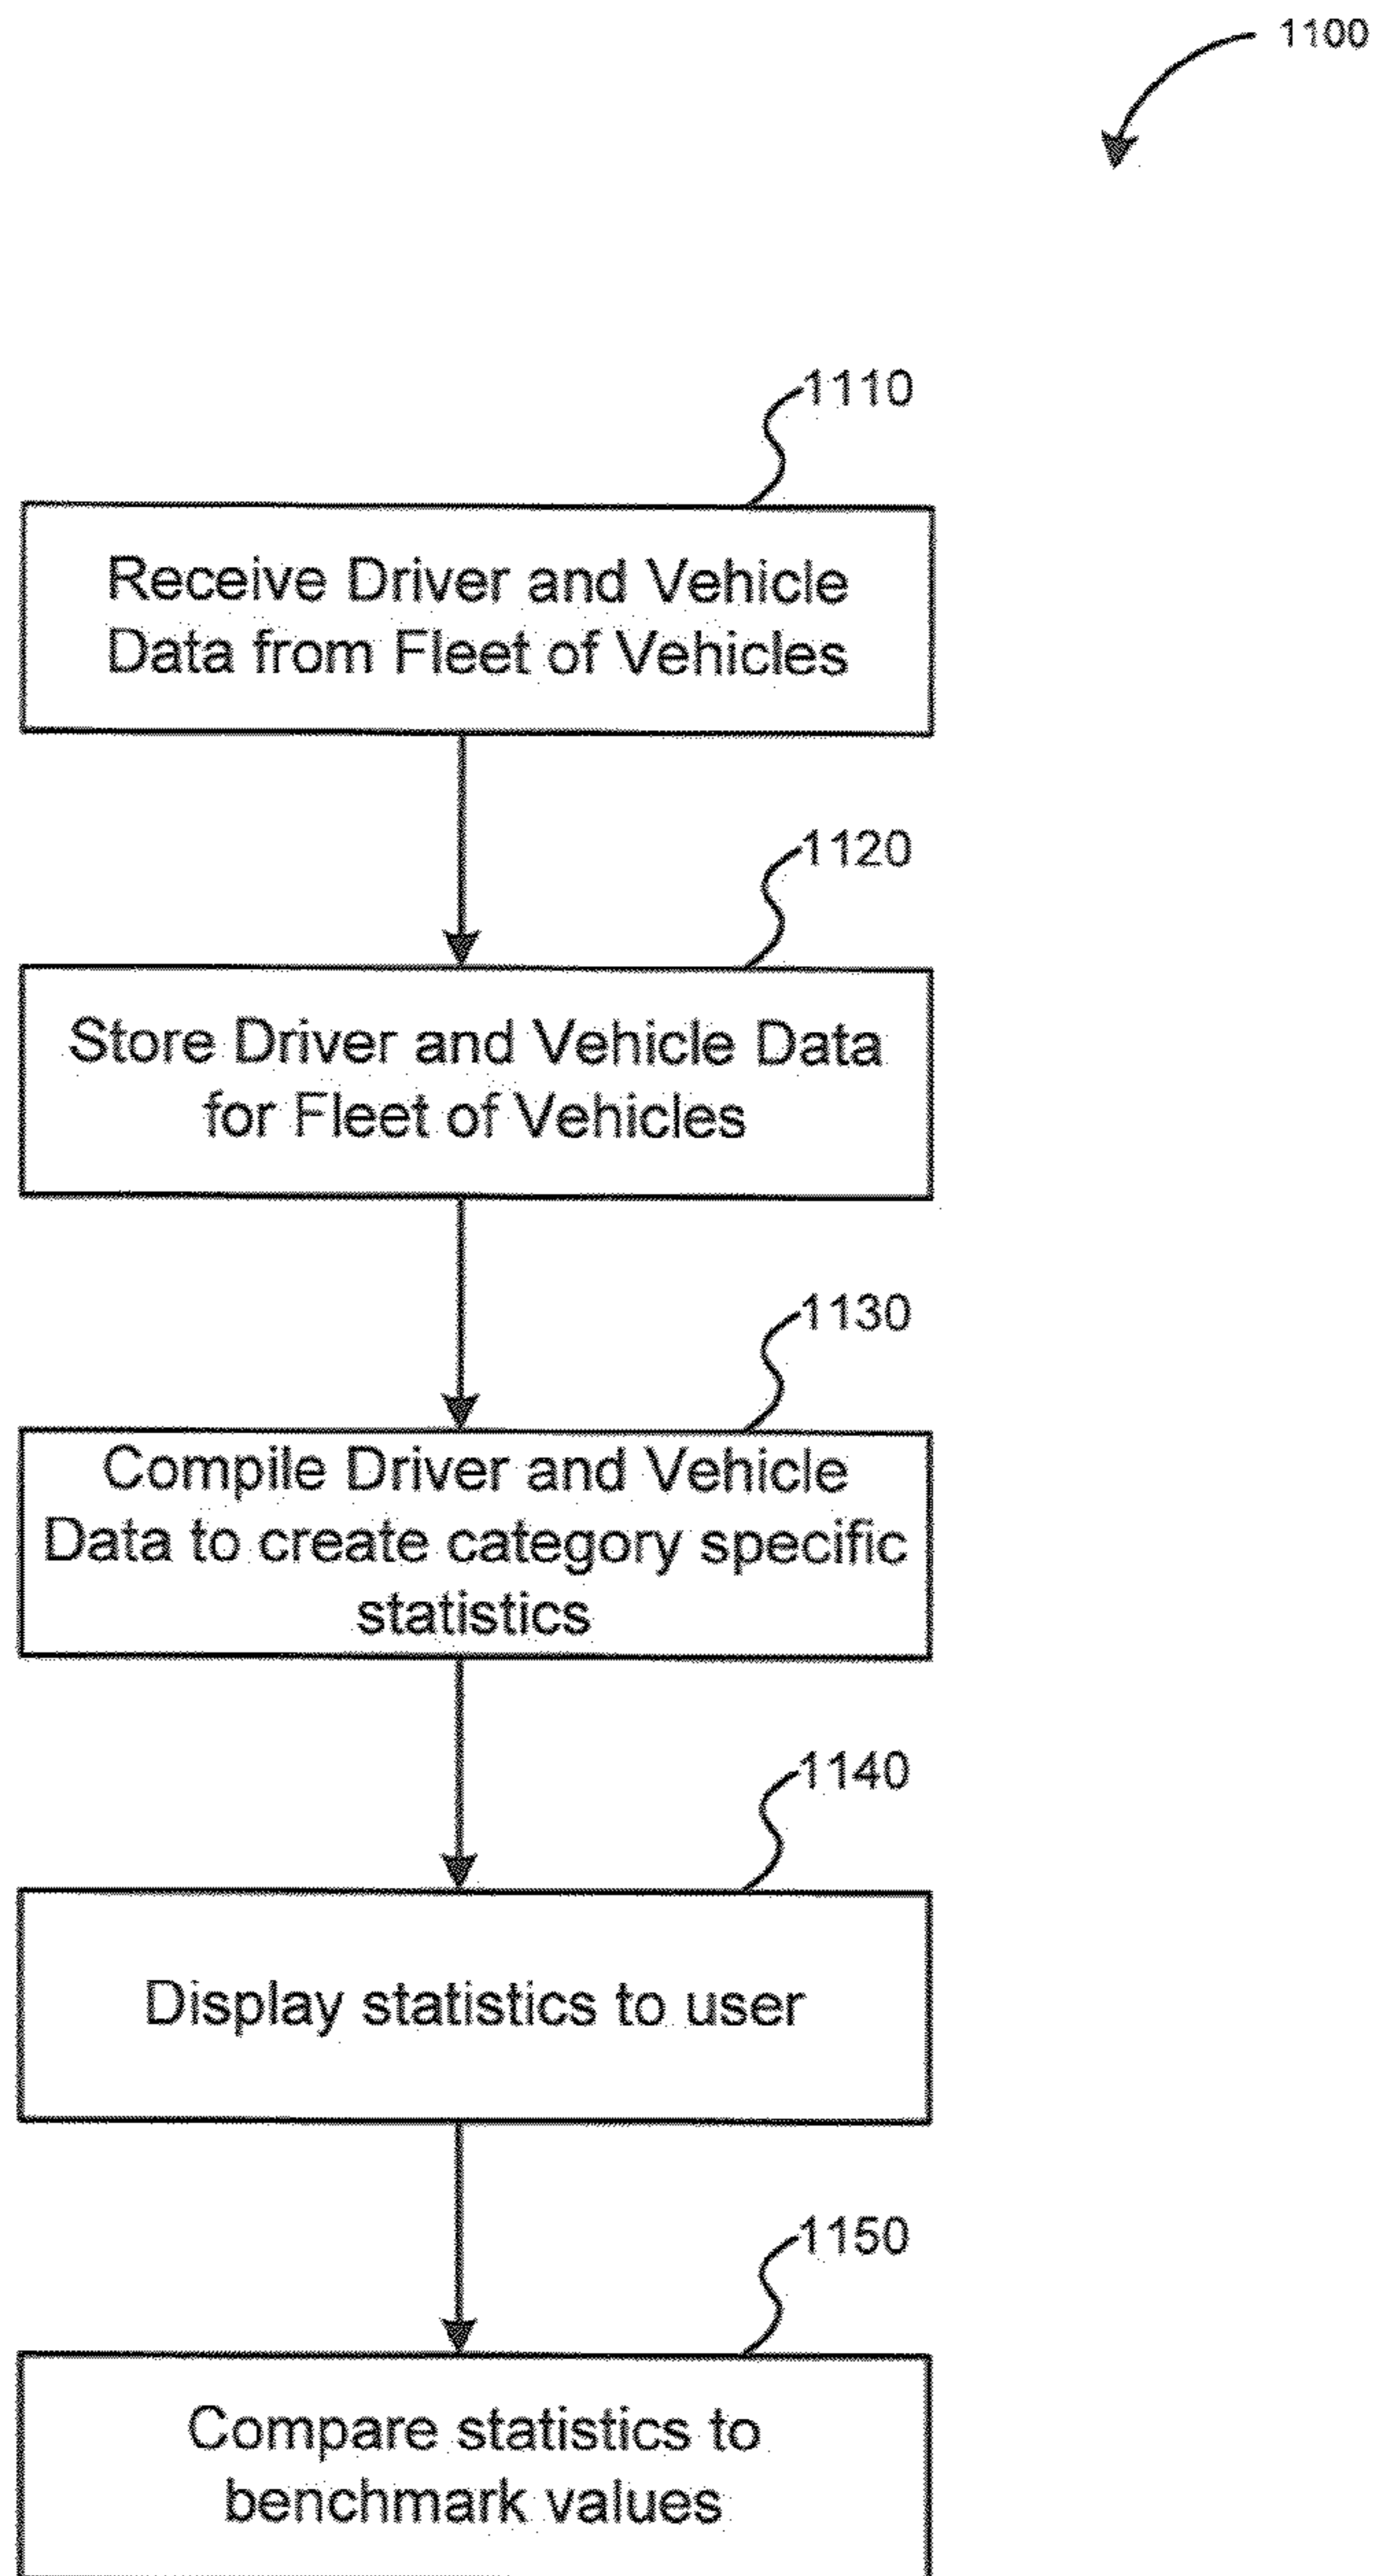 1100
1110
Receive Driver and Vehicle
Data from Fleet of Vehicles
1120
Store Driver and Vehicle Data
for Fleet of Vehicles
1130
Compile Driver and Vehicle
Data to create category specific
statistics
1140
Display statistics to user
1150
Compare statistics to
benchmark values